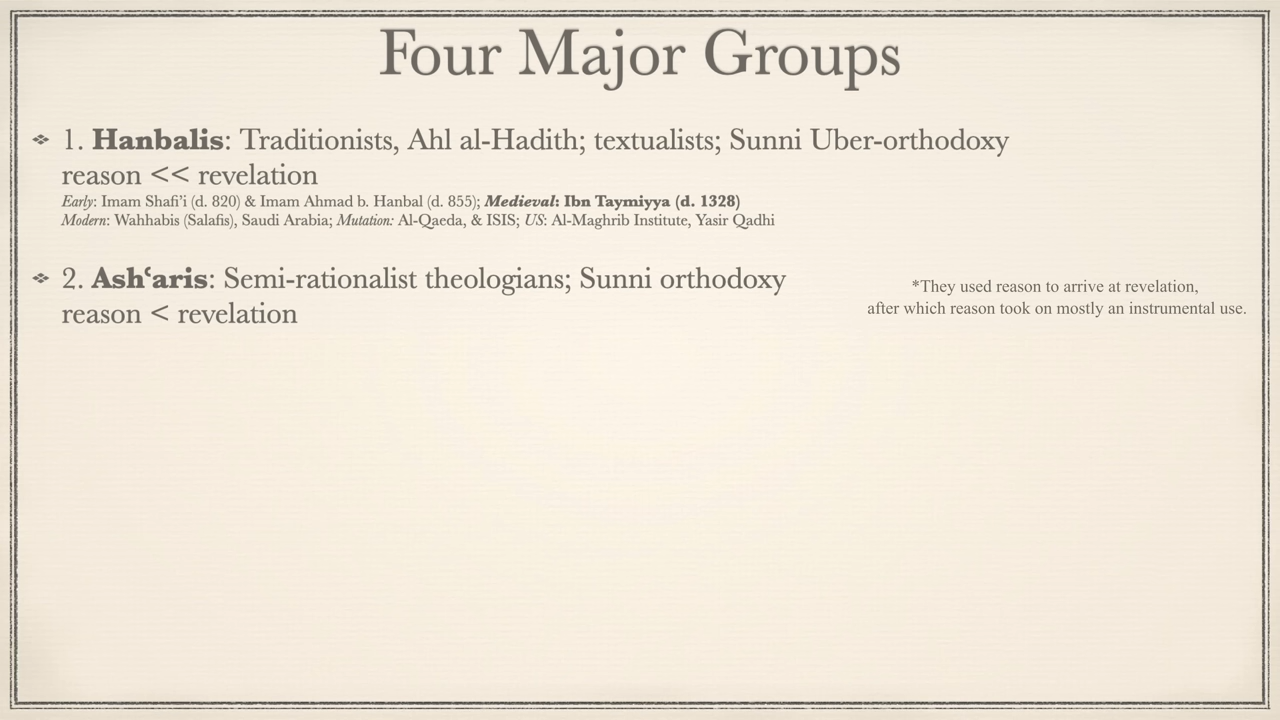 Four Major Groups
1. Hanbalis: Traditionists, Ahl al-Hadith; textualists; Sunni Uber-orthodoxy
reason << revelation
Early: Imam Shafi’i (d. 820) & Imam Ahmad b. Hanbal (d. 855); Medieval: Ibn Taymiyya (d. 1328)
Modern: Wahhabis (Salafis), Saudi Arabia; Mutation: Al-Qaeda, & ISIS; US: Al-Maghrib Institute, Yasir Qadhi
2. Ashʿaris: Semi-rationalist theologians; Sunni orthodoxy
reason < revelation
*They used reason to arrive at revelation,
after which reason took on mostly an instrumental use.